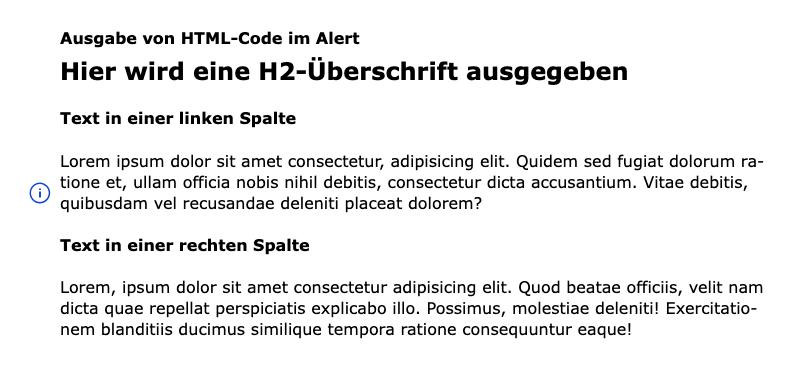 Ausgabe von HTML-Code im Alert
Hier wird eine H2-Überschrift ausgegeben
Text in einer linken Spalte
Lorem ipsum dolor sit amet consectetur, adipisicing elit. Quidem sed fugiat dolorum ra-
tione et, ullam officia nobis nihil debitis, consectetur dicta accusantium. Vitae debitis,
quibusdam vel recusandae deleniti placeat dolorem?
Text in einer rechten Spalte
Lorem, ipsum dolor sit amet consectetur adipisicing elit. Quod beatae officiis, velit nam
dicta quae repellat perspiciatis explicabo illo. Possimus, molestiae deleniti! Exercitatio-
nem blanditiis ducimus similique tempora ratione consequuntur eaque!